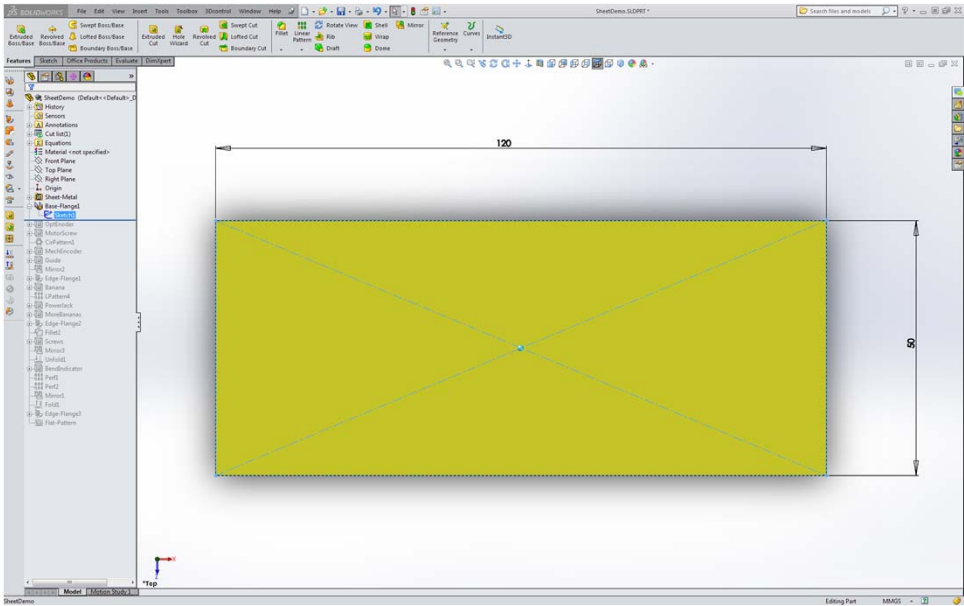 SOLIDWORKS File Edit View Insert Tools Toolbox 3Dcontrol Window Help SheetDemo.SLDPRT * Search files and models
Extruded Boss/Base
Revolved Boss/Base
Swept Boss/Base
Lofted Boss/Base
Boundary Boss/Base
Extruded Cut
Hole Wizard
Revolved Cut
Swept Cut
Lofted Cut
Boundary Cut
Fillet
Linear Pattern
Rotate View
Rib
Draft
Shell
Wrap
Dome
Mirror
Reference Geometry
Curves
Instant3D
Features Sketch Office Products Evaluate DimXpert
SheetDemo (Default<<Default>_D
History
Sensors
Annotations
Cut list(1)
Equations
Material <not specified>
Front Plane
Top Plane
Right Plane
Origin
Sheet-Metal
Base-Flange1
Sketch1
OptEnoder
MotorScrew
CirPattern1
MechEncoder
Guide
Mirror2
Edge-Flange1
Banana
LPattern4
PowerJack
MoreBananas
Edge-Flange2
Fillet2
Screws
Mirror3
Unfold1
BendIndicator
Perf1
Perf2
Mirror1
Fold1
Edge-Flange3
Flat-Pattern
120
50
X
Z
*Top
Model Motion Study 1
SheetDemo Editing Part MMGS